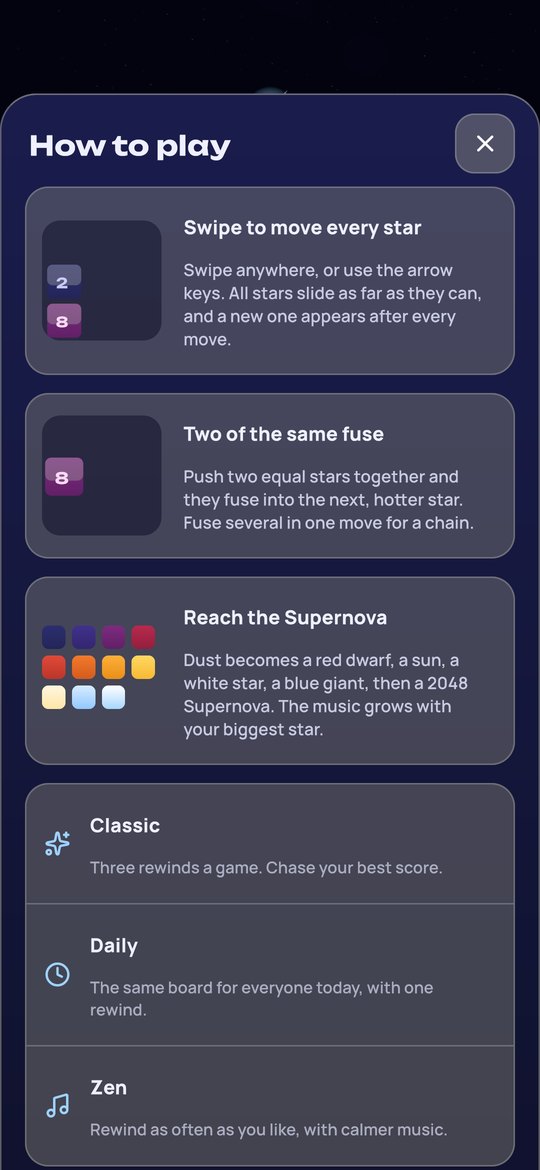 How to play
Swipe to move every star
Swipe anywhere, or use the arrow
keys. All stars slide as far as they can,
and a new one appears after every
move.
2
8
Two of the same fuse
Push two equal stars together and
they fuse into the next, hotter star.
Fuse several in one move for a chain.
8
Reach the Supernova
Dust becomes a red dwarf, a sun, a
white star, a blue giant, then a 2048
Supernova. The music grows with
your biggest star.
Classic
Three rewinds a game. Chase your best score.
Daily
The same board for everyone today, with one
rewind.
Zen
Rewind as often as you like, with calmer music.